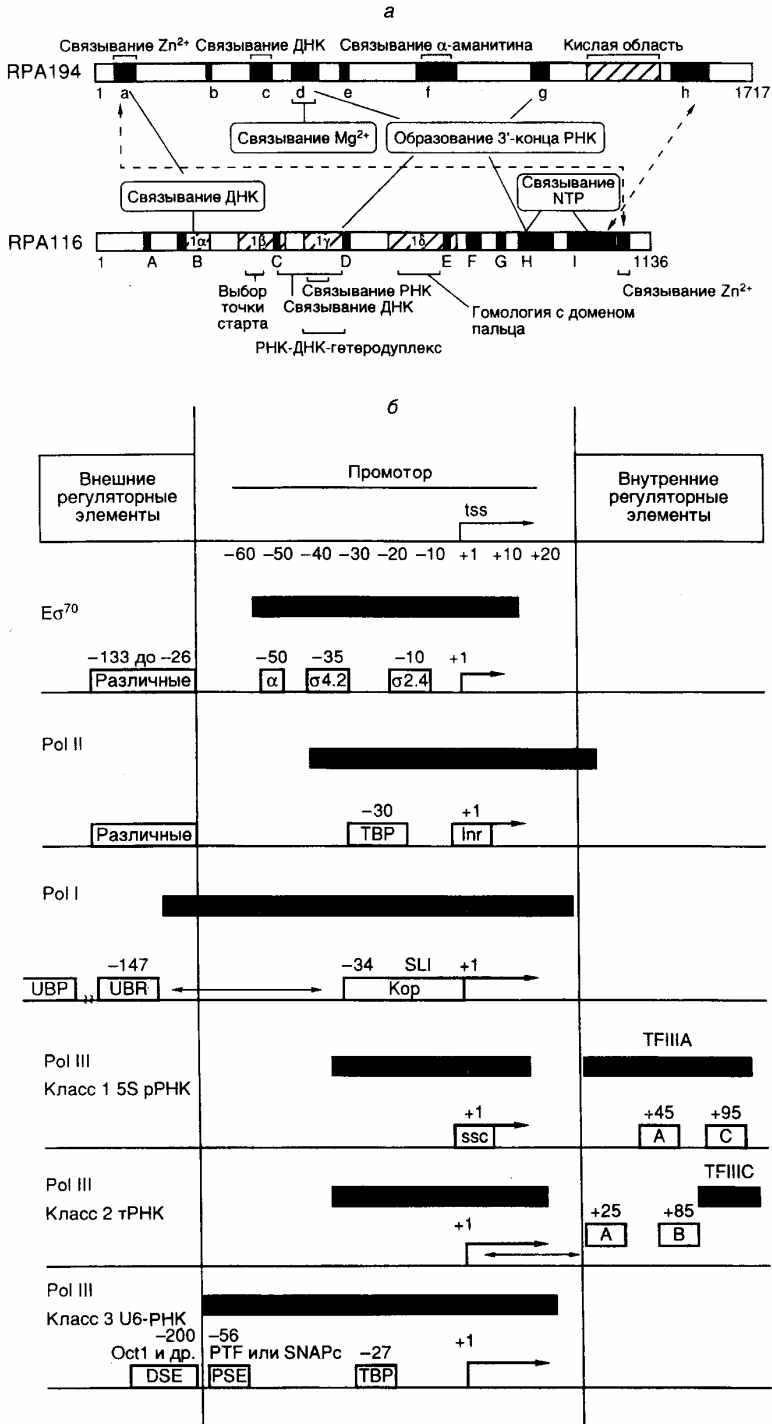 а
Связывание Zn²⁺ Связывание ДНК Связывание α-аманитина Кислая область
RPA194
1 a b c d e f g h 1717
Связывание Mg²⁺ Образование 3'-конца РНК
Связывание ДНК Связывание NTP
RPA116
1α 1β 1γ 1δ
1 A B C D E F G H I 1136
Выбор точки старта
Связывание РНК
Связывание ДНК
Гомология с доменом пальца
Связывание Zn²⁺
РНК-ДНК-гетеродуплекс
б
Внешние регуляторные элементы
Промотор
Внутренние регуляторные элементы
tss
−60 −50 −40 −30 −20 −10 +1 +10 +20
Eσ⁷⁰
−133 до −26 −50 −35 −10 +1
Различные α σ4.2 σ2.4
Pol II
−30 +1
Различные TBP Inr
Pol I
−147 −34 SLI +1
UBP UBR Кор
Pol III TFIIIA
Класс 1 5S рРНК
+1 +45 +95
ssc A C
Pol III TFIIIC
Класс 2 тРНК
+1 +25 +85
A B
Pol III
Класс 3 U6-РНК
−200 −56 +1
Oct1 и др. PTF или SNAPc −27
DSE PSE TBP